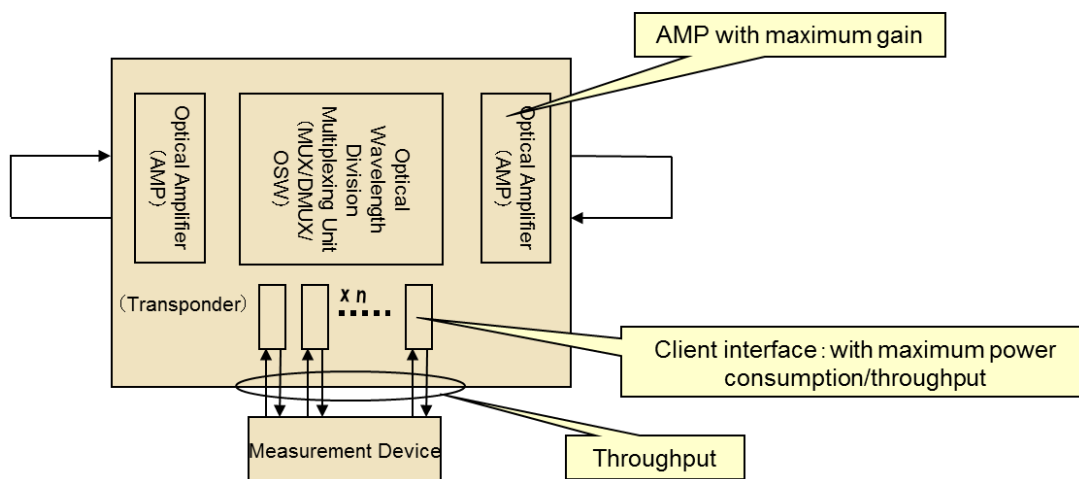 AMP with maximum gain
Optical Amplifier
（AMP）
Optical
Wavelength
Division
Multiplexing Unit
（MUX/DMUX/
OSW）
Optical Amplifier
（AMP）
（Transponder）
x n
Client interface：with maximum power
consumption/throughput
Measurement Device
Throughput